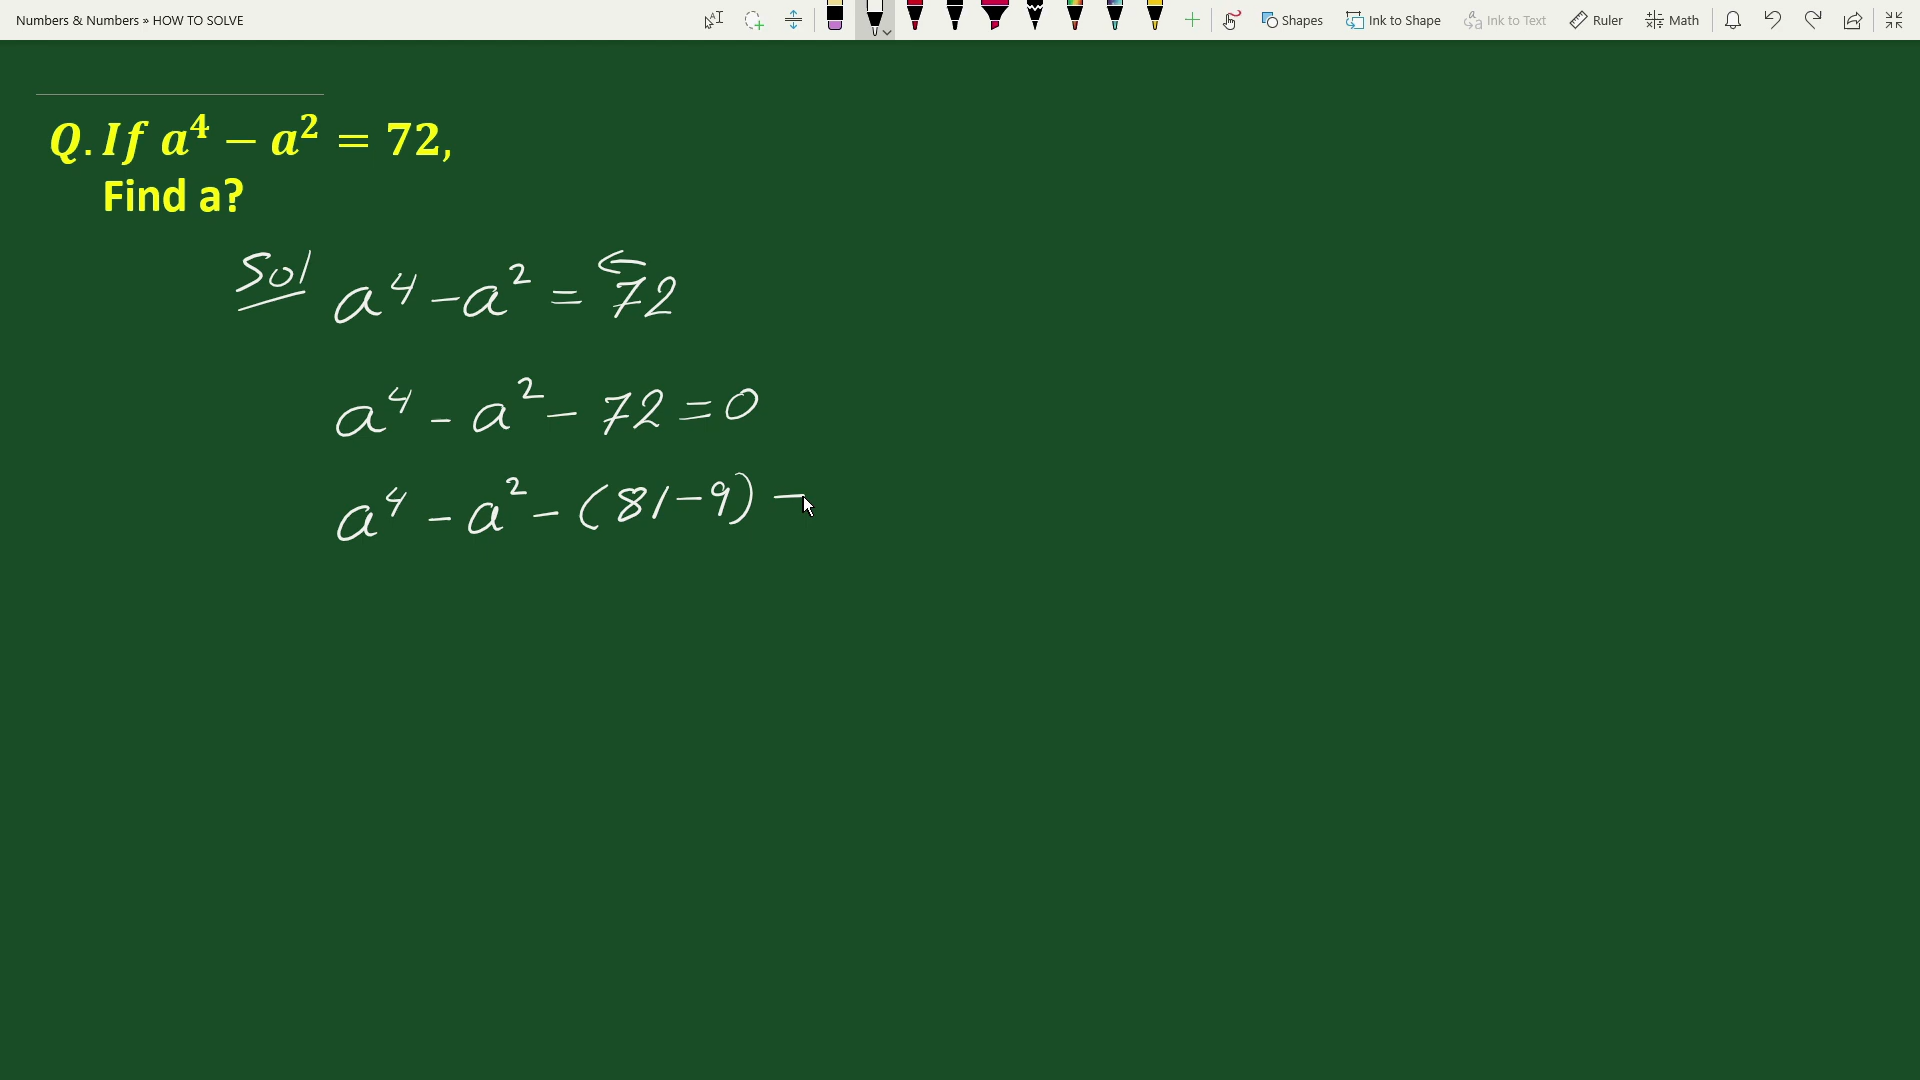 Numbers & Numbers » HOW TO SOLVE Shapes Ink to Shape Ink to Text Ruler Math
Q. If a⁴ − a² = 72,
Find a?
Sol a⁴ − a² = 72
a⁴ − a² − 72 = 0
a⁴ − a² − (81 − 9) −